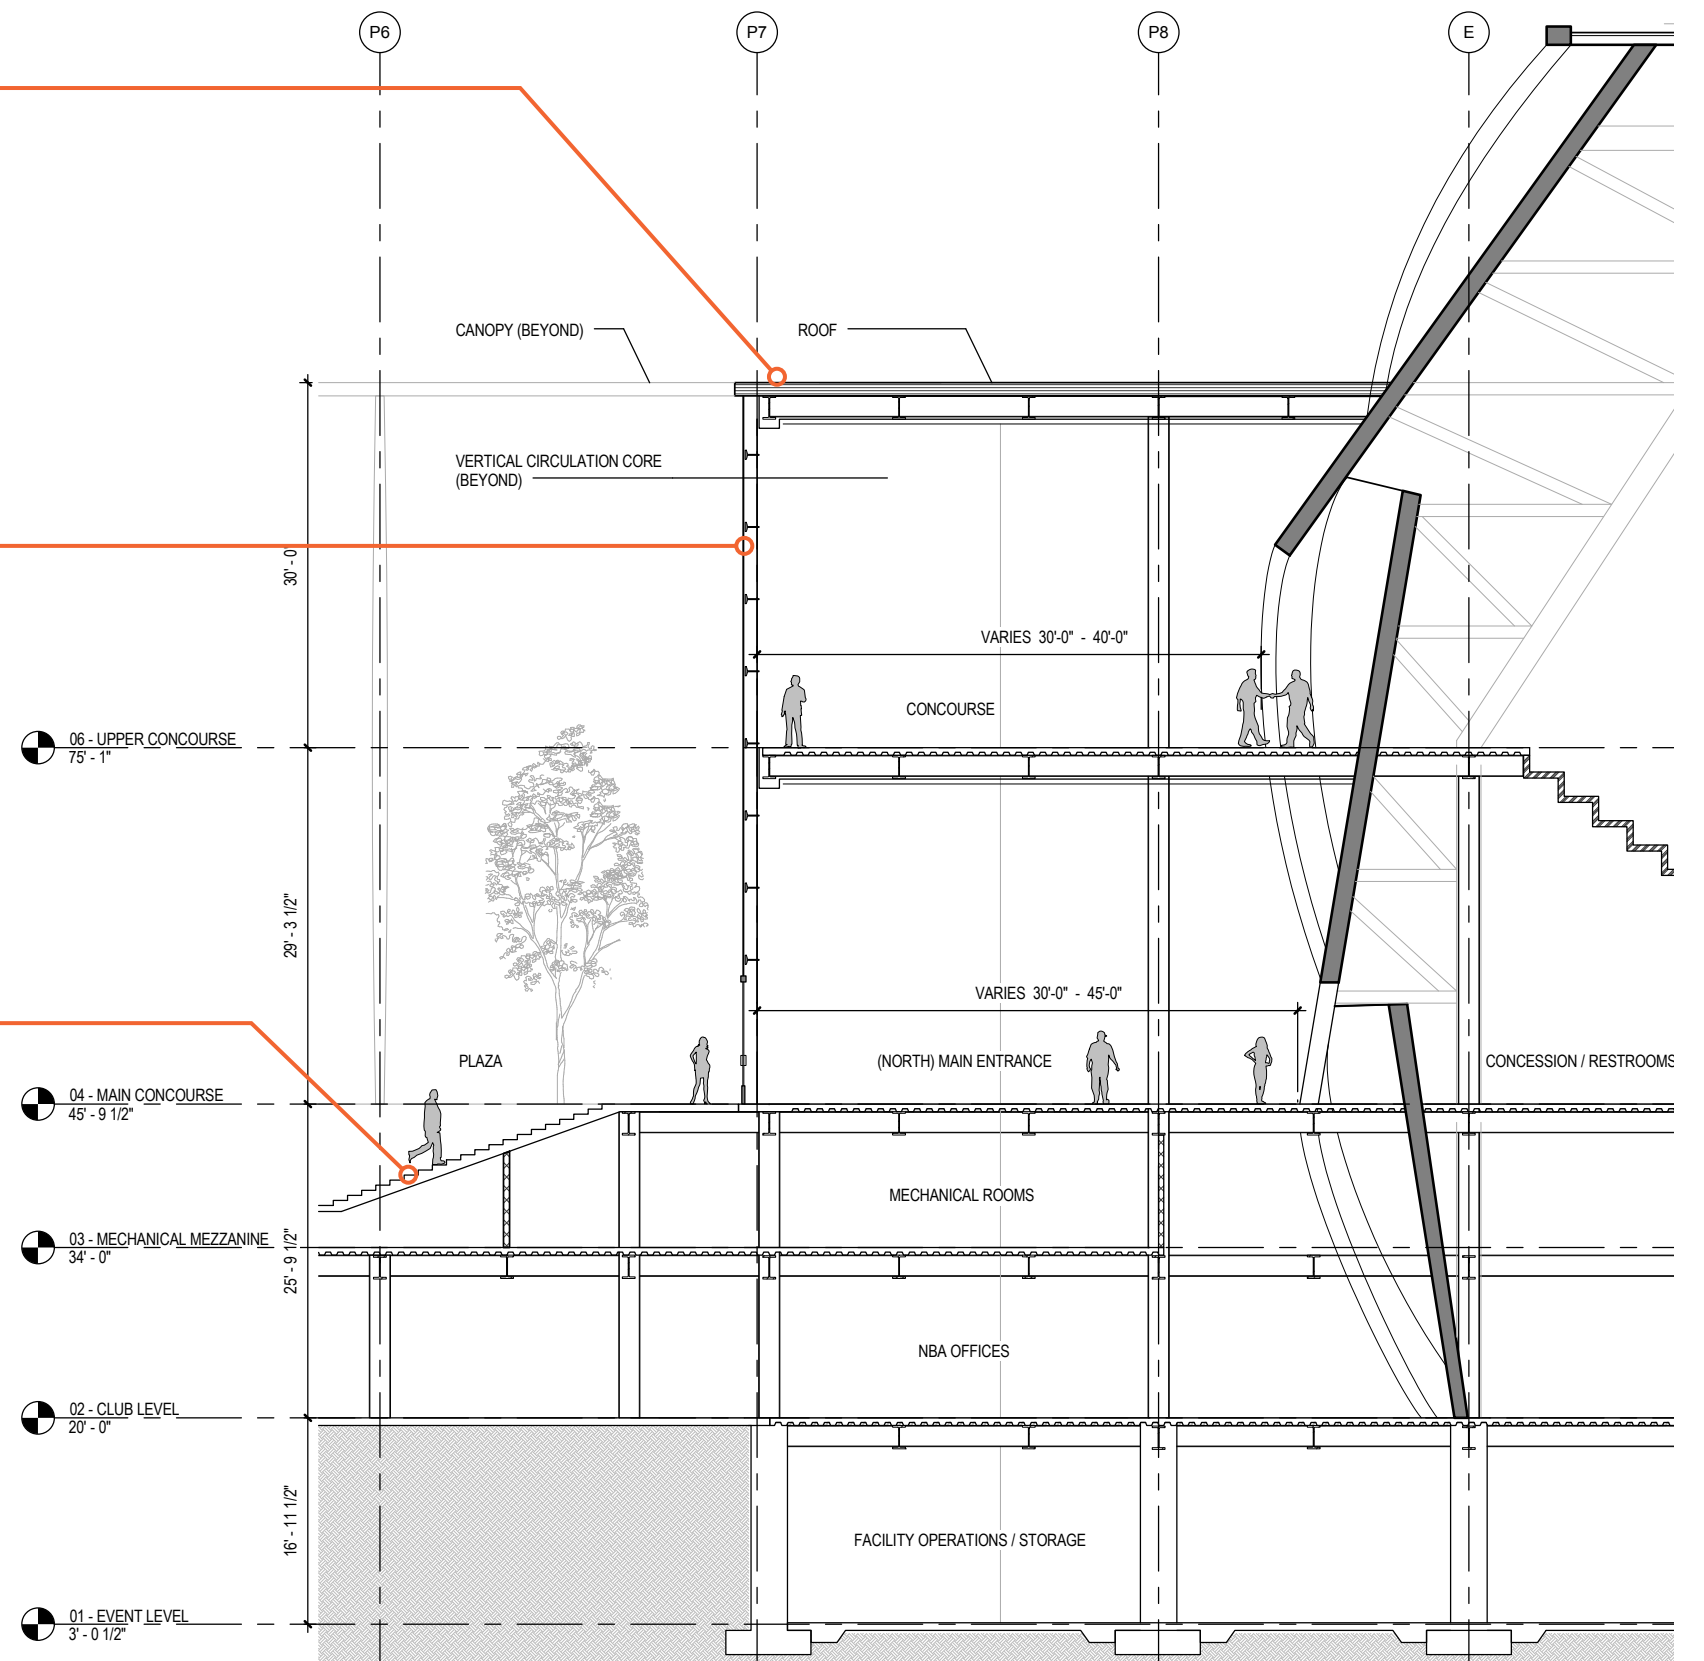 P6
P7
P8
E
CANOPY (BEYOND)
ROOF
VERTICAL CIRCULATION CORE
(BEYOND)
30' - 0
VARIES 30'-0" - 40'-0"
CONCOURSE
06 - UPPER CONCOURSE
75' - 1"
29' - 3 1/2"
VARIES 30'-0" - 45'-0"
PLAZA
(NORTH) MAIN ENTRANCE
CONCESSION / RESTROOMS
04 - MAIN CONCOURSE
45' - 9 1/2"
MECHANICAL ROOMS
03 - MECHANICAL MEZZANINE
34' - 0"
25' - 9 1/2"
NBA OFFICES
02 - CLUB LEVEL
20' - 0"
16' - 11 1/2"
FACILITY OPERATIONS / STORAGE
01 - EVENT LEVEL
3' - 0 1/2"